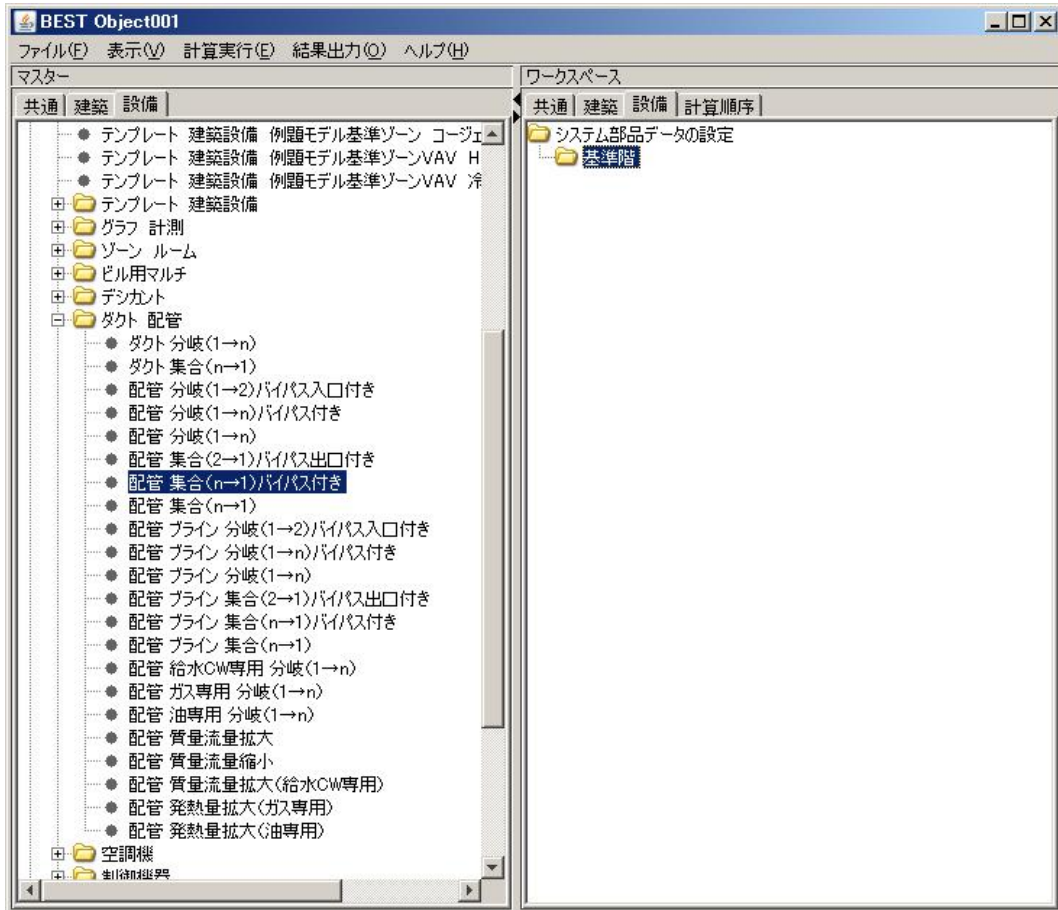 BEST Object001
ファイル(F) 表示(V) 計算実行(E) 結果出力(O) ヘルプ(H)
マスター
共通 建築 設備
テンプレート 建築設備 例題モデル基準ゾーン コージェ
テンプレート 建築設備 例題モデル基準ゾーンVAV H
テンプレート 建築設備 例題モデル基準ゾーンVAV 冷
テンプレート 建築設備
グラフ 計測
ゾーン ルーム
ビル用マルチ
デシカント
ダクト 配管
ダクト 分岐(1→n)
ダクト 集合(n→1)
配管 分岐(1→2)バイパス入口付き
配管 分岐(1→n)バイパス付き
配管 分岐(1→n)
配管 集合(2→1)バイパス出口付き
配管 集合(n→1)バイパス付き
配管 集合(n→1)
配管 ブライン 分岐(1→2)バイパス入口付き
配管 ブライン 分岐(1→n)バイパス付き
配管 ブライン 分岐(1→n)
配管 ブライン 集合(2→1)バイパス出口付き
配管 ブライン 集合(n→1)バイパス付き
配管 ブライン 集合(n→1)
配管 給水CW専用 分岐(1→n)
配管 ガス専用 分岐(1→n)
配管 油専用 分岐(1→n)
配管 質量流量拡大
配管 質量流量縮小
配管 質量流量拡大(給水CW専用)
配管 発熱量拡大(ガス専用)
配管 発熱量拡大(油専用)
空調機
制御機器
ワークスペース
共通 建築 設備 計算順序
システム部品データの設定
基準階